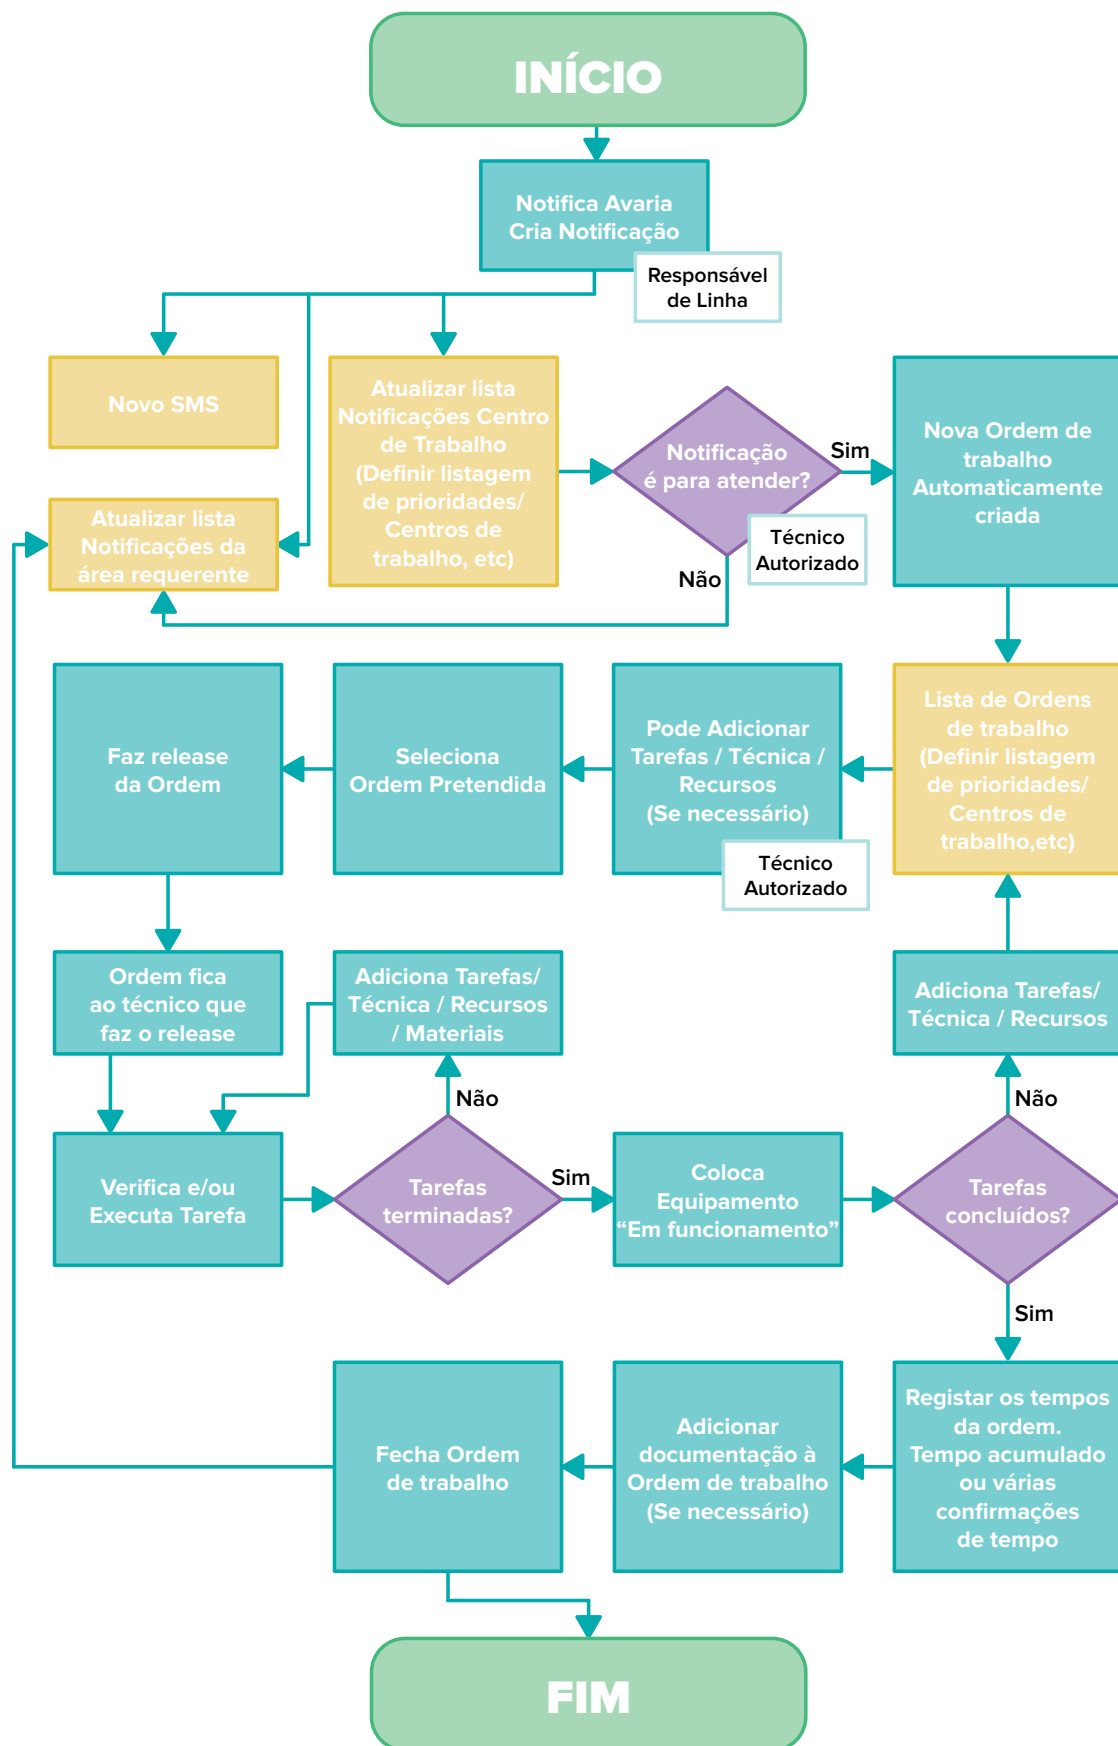 INÍCIO
Notifica Avaria
Cria Notificação
Responsável
de Linha
Novo SMS
Atualizar lista
Notificações da
área requerente
Atualizar lista
Notificações Centro
de Trabalho
(Definir listagem
de prioridades/
Centros de
trabalho, etc)
Notificação
é para atender?
Sim
Técnico
Autorizado
Não
Nova Ordem de
trabalho
Automaticamente
criada
Lista de Ordens
de trabalho
(Definir listagem
de prioridades/
Centros de
trabalho,etc)
Pode Adicionar
Tarefas / Técnica /
Recursos
(Se necessário)
Técnico
Autorizado
Seleciona
Ordem Pretendida
Faz release
da Ordem
Ordem fica
ao técnico que
faz o release
Adiciona Tarefas/
Técnica / Recursos
/ Materiais
Adiciona Tarefas/
Técnica / Recursos
Não
Não
Verifica e/ou
Executa Tarefa
Tarefas
terminadas?
Sim
Coloca
Equipamento
“Em funcionamento”
Tarefas
concluídos?
Sim
Registar os tempos
da ordem.
Tempo acumulado
ou várias
confirmações
de tempo
Adicionar
documentação à
Ordem de trabalho
(Se necessário)
Fecha Ordem
de trabalho
FIM